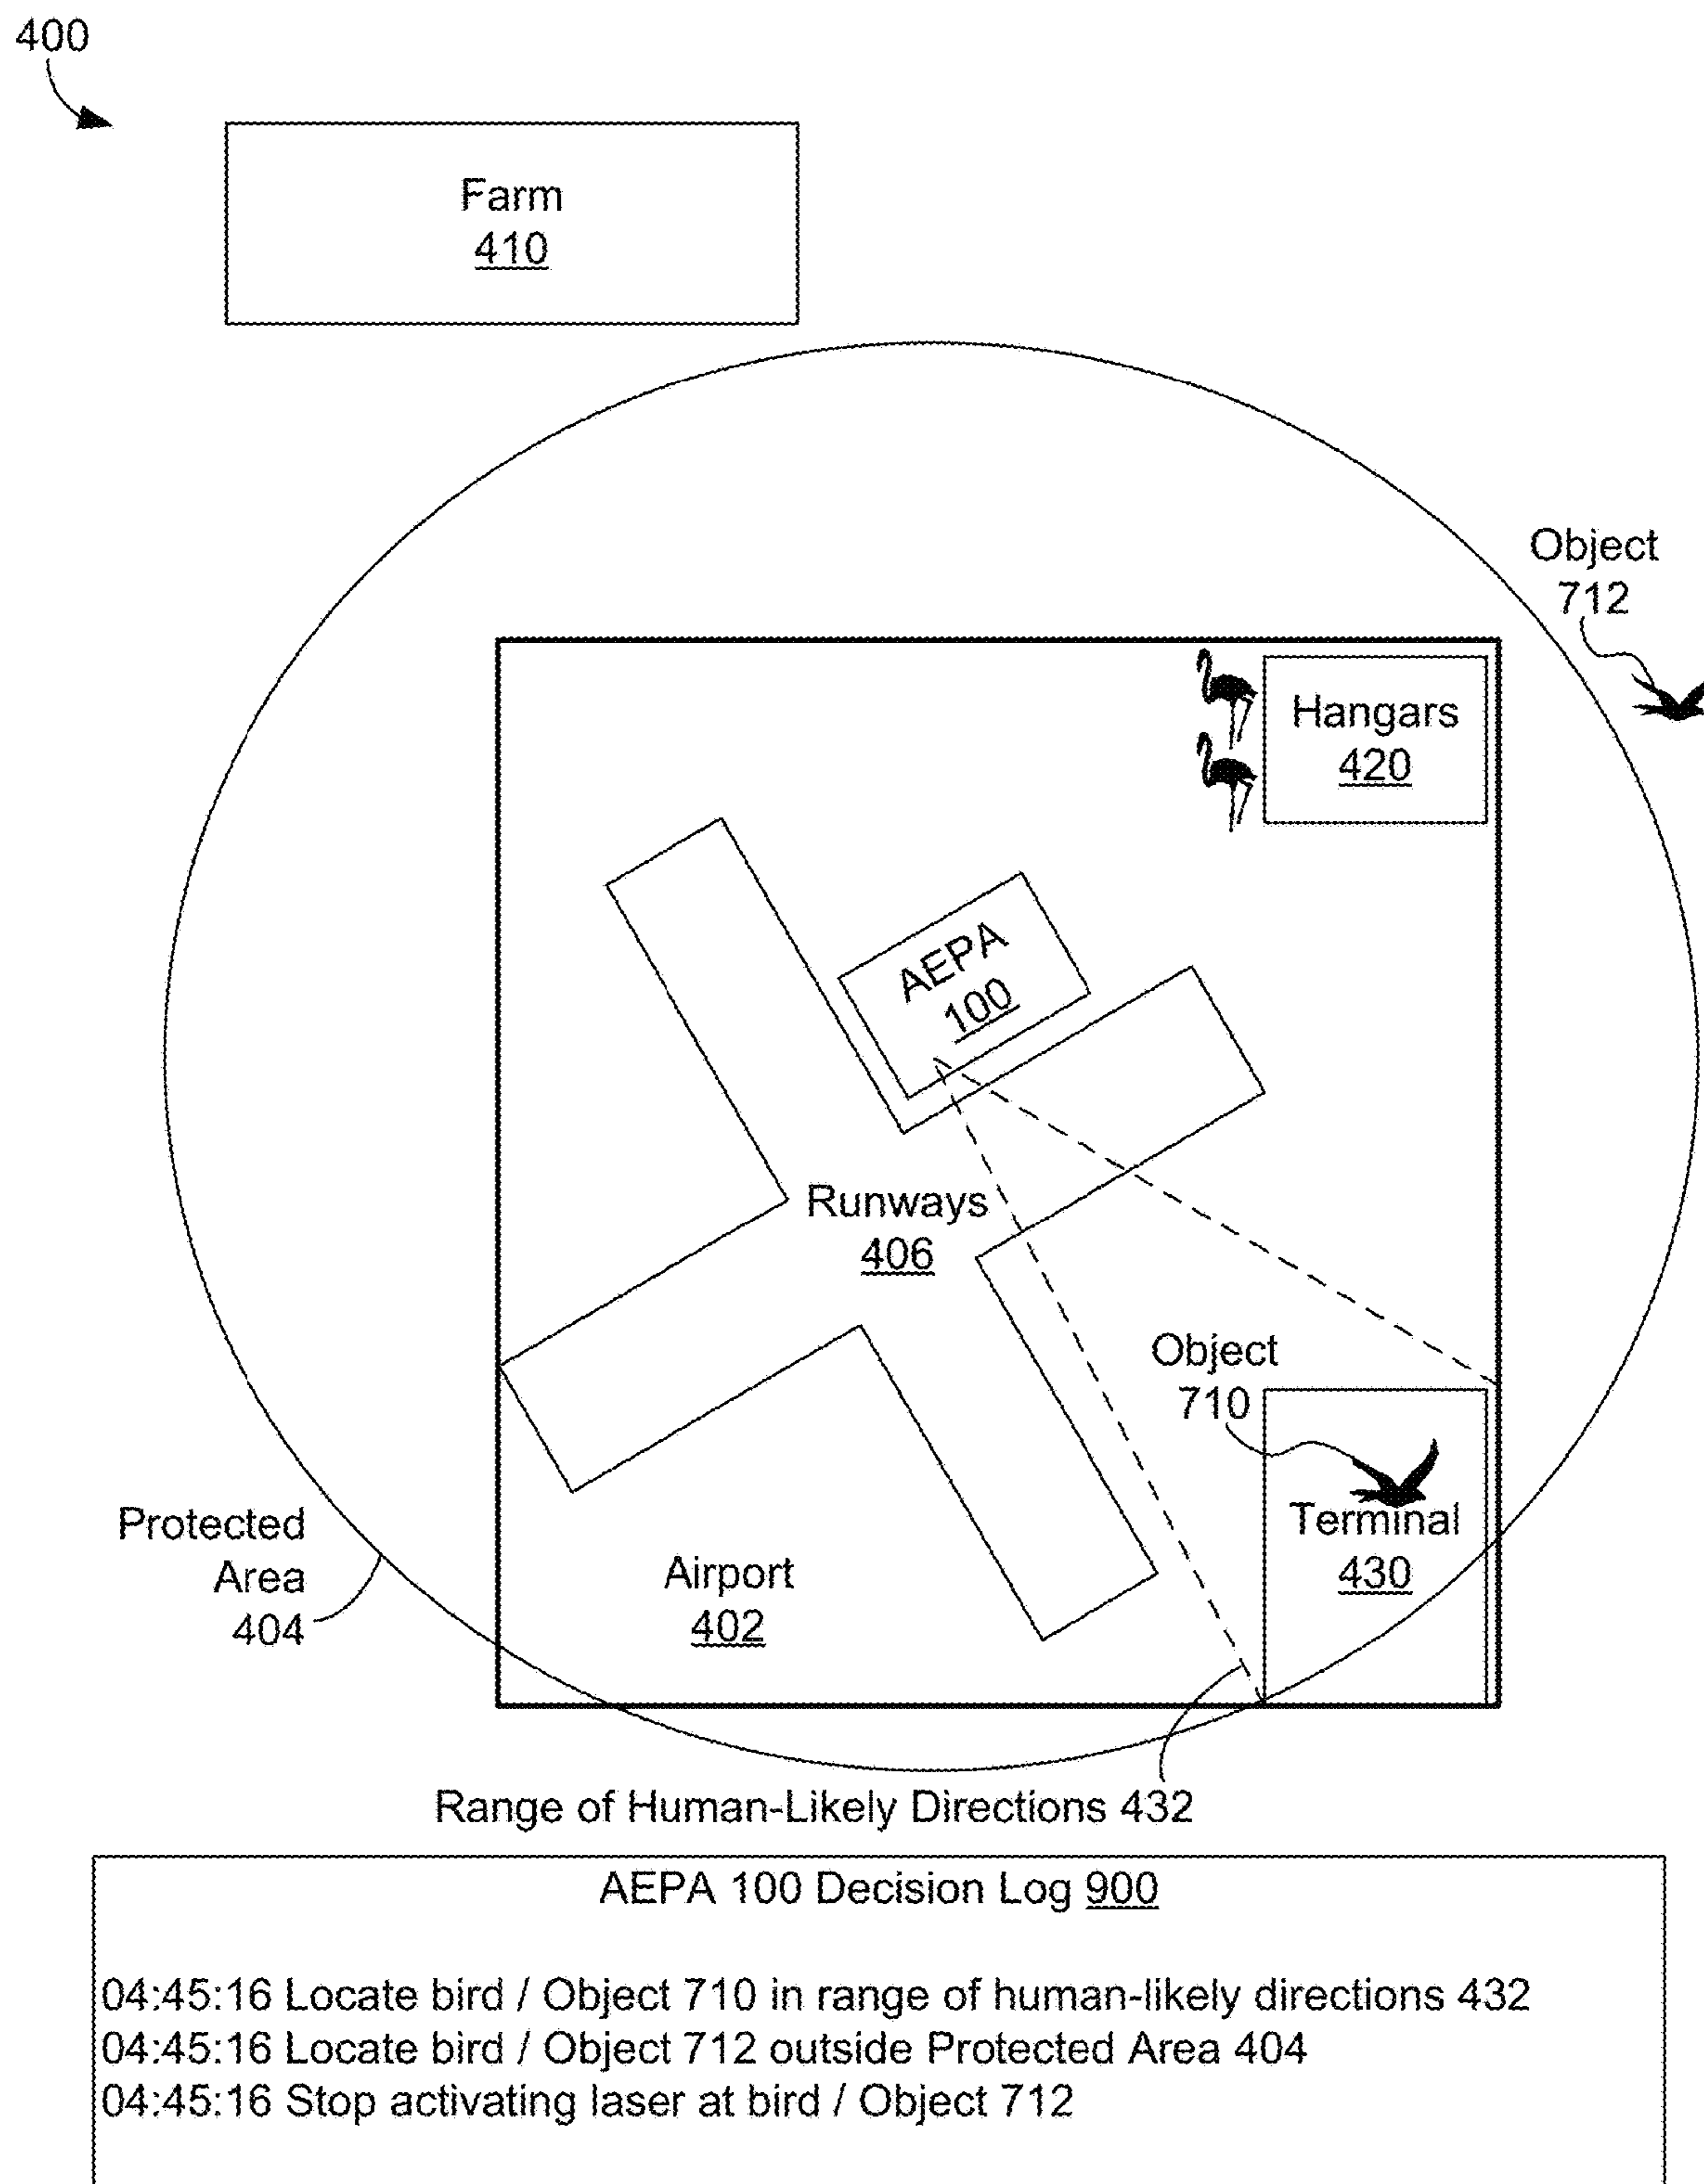 400
Farm
410
Object
712
Hangars
420
AEPA
100
Runways
406
Object
710
Terminal
430
Protected
Area
404
Airport
402
Range of Human-Likely Directions 432
AEPA 100 Decision Log 900
04:45:16 Locate bird / Object 710 in range of human-likely directions 432
04:45:16 Locate bird / Object 712 outside Protected Area 404
04:45:16 Stop activating laser at bird / Object 712